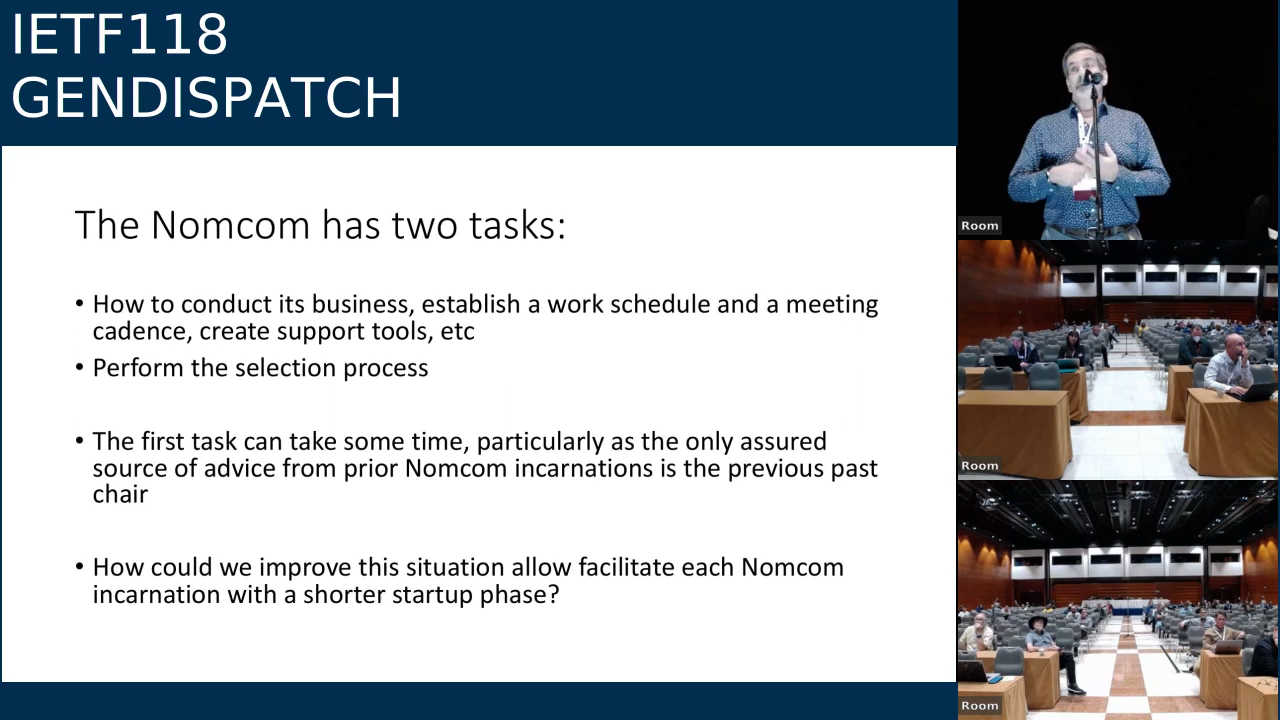 IETF118
GENDISPATCH
The Nomcom has two tasks:
• How to conduct its business, establish a work schedule and a meeting
cadence, create support tools, etc
• Perform the selection process
• The first task can take some time, particularly as the only assured
source of advice from prior Nomcom incarnations is the previous past
chair
• How could we improve this situation allow facilitate each Nomcom
incarnation with a shorter startup phase?
Room
Room
Room